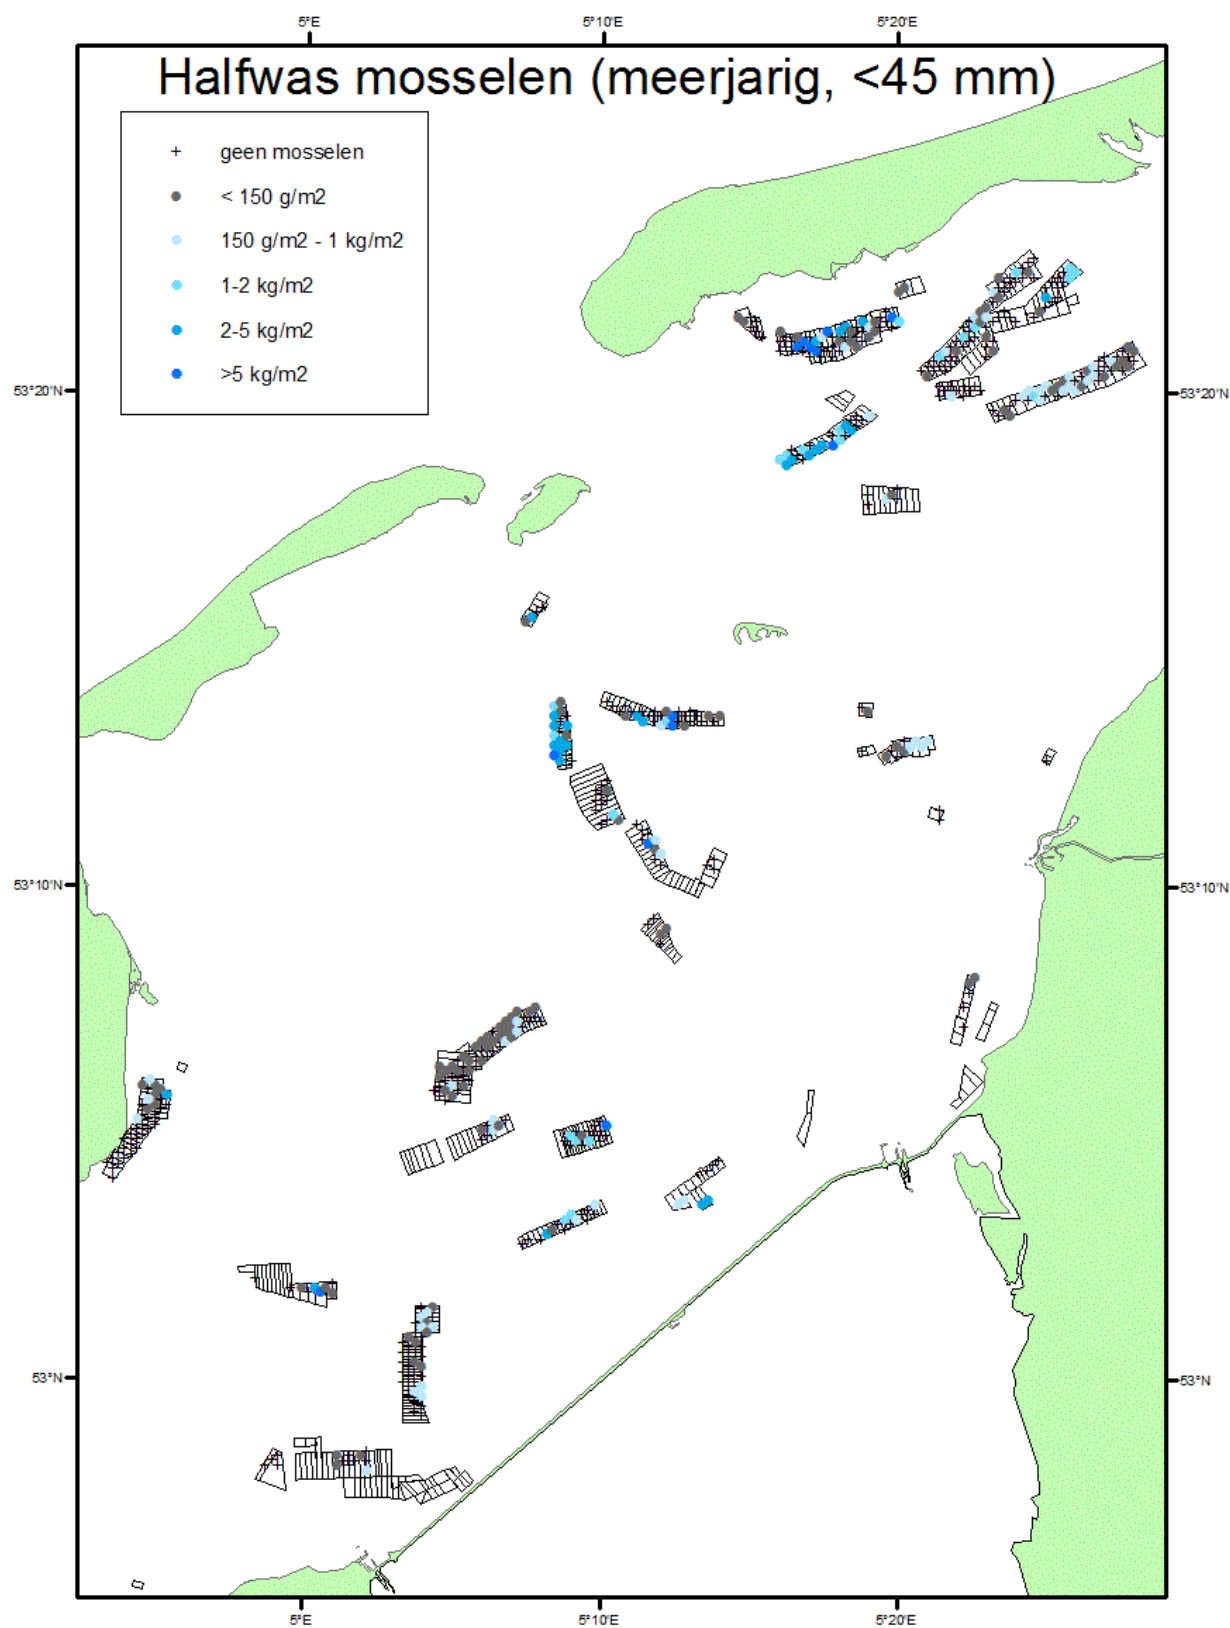 5°E 5°10'E 5°20'E
Halfwas mosselen (meerjarig, <45 mm)
geen mosselen
< 150 g/m2
150 g/m2 - 1 kg/m2
1-2 kg/m2
2-5 kg/m2
>5 kg/m2
53°20'N 53°20'N
53°10'N 53°10'N
53°N 53°N
5°E 5°10'E 5°20'E